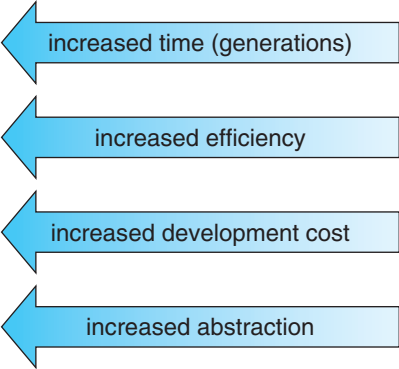 increased time (generations)
increased efficiency
increased development cost
increased abstraction